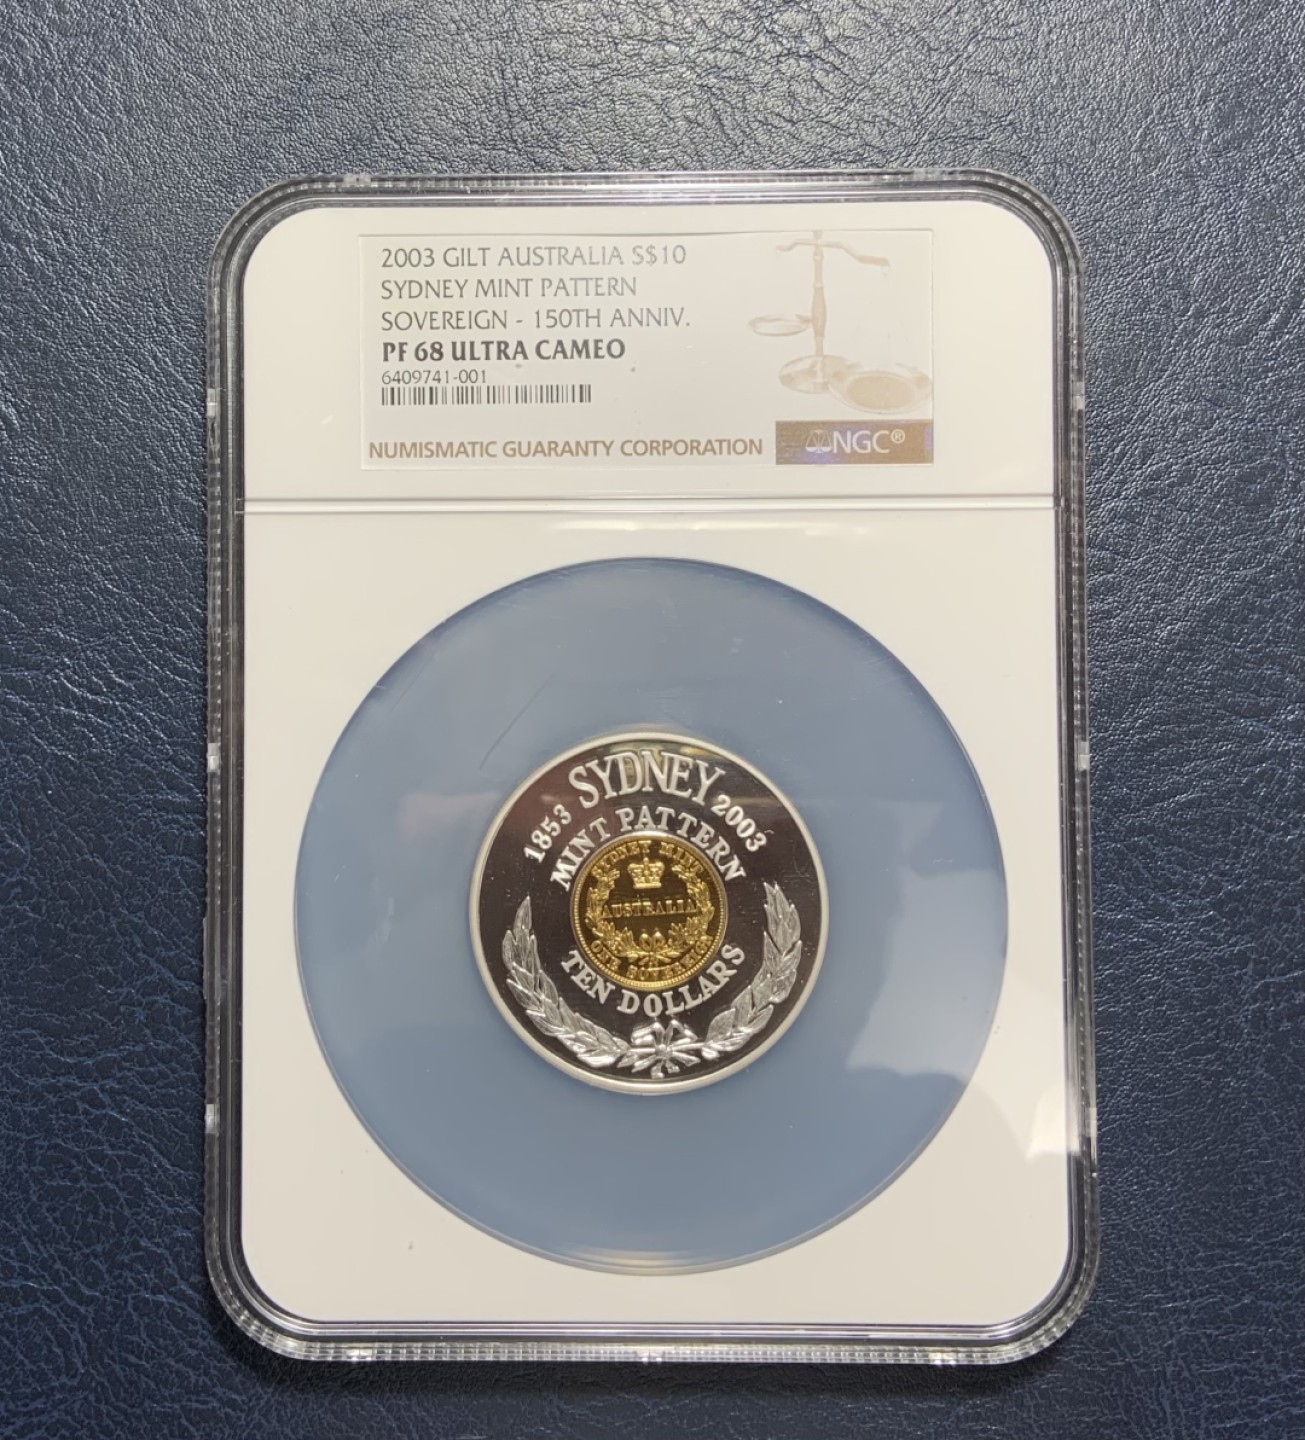 2003 GILT AUSTRALIA S$10
SYDNEY MINT PATTERN
SOVEREIGN - 150TH ANNIV.
PF 68 ULTRA CAMEO
6409741-001
NUMISMATIC GUARANTY CORPORATION
NGC®
1853 SYDNEY 2003
MINT PATTERN
SYDNEY MINT
AUSTRALIA
ONE SOVEREIGN
TEN DOLLARS